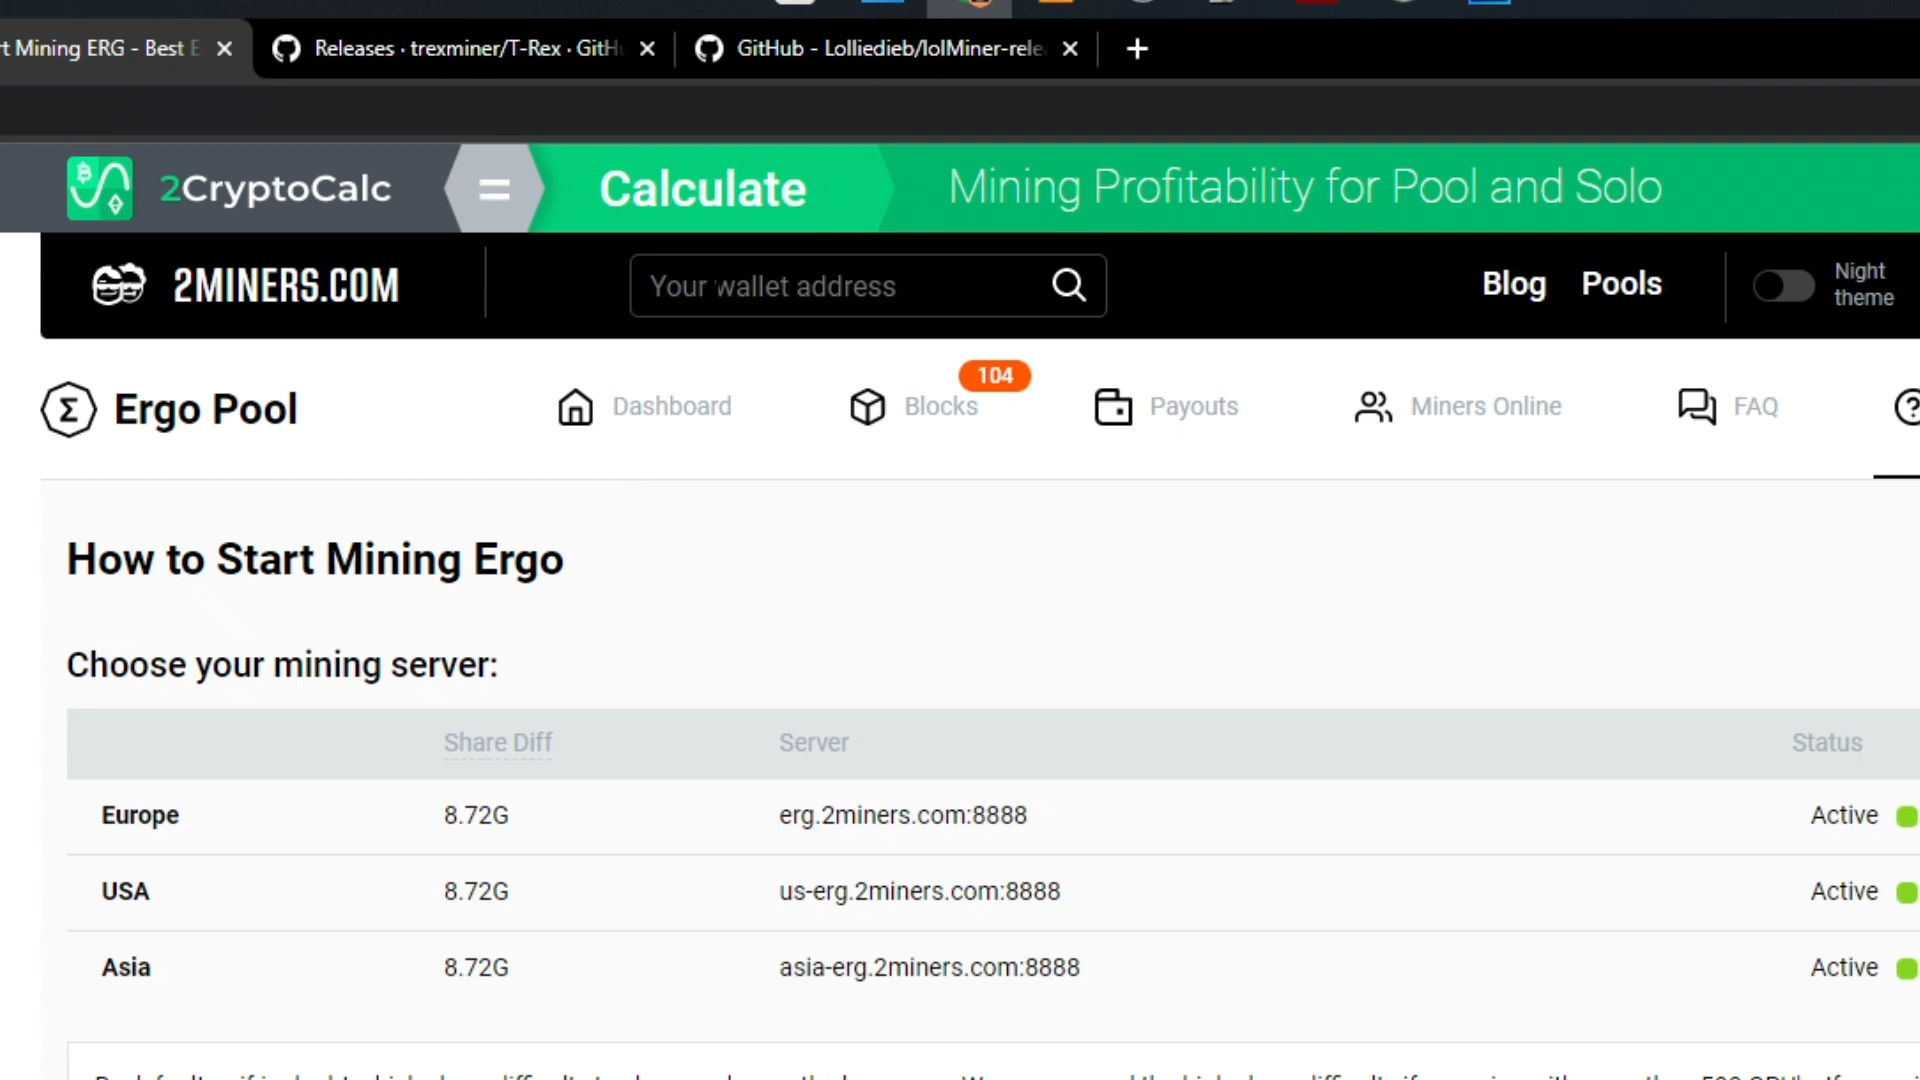 rt Mining ERG - Best E
Releases · trexminer/T-Rex · GitHu
GitHub - Lolliedieb/lolMiner-rele
2CryptoCalc
=
Calculate
Mining Profitability for Pool and Solo
2MINERS.COM
Your wallet address
Blog
Pools
Night
theme
Ergo Pool
Dashboard
Blocks
104
Payouts
Miners Online
FAQ
How to Start Mining Ergo
Choose your mining server:
Share Diff Server Status
Europe 8.72G erg.2miners.com:8888 Active
USA 8.72G us-erg.2miners.com:8888 Active
Asia 8.72G asia-erg.2miners.com:8888 Active